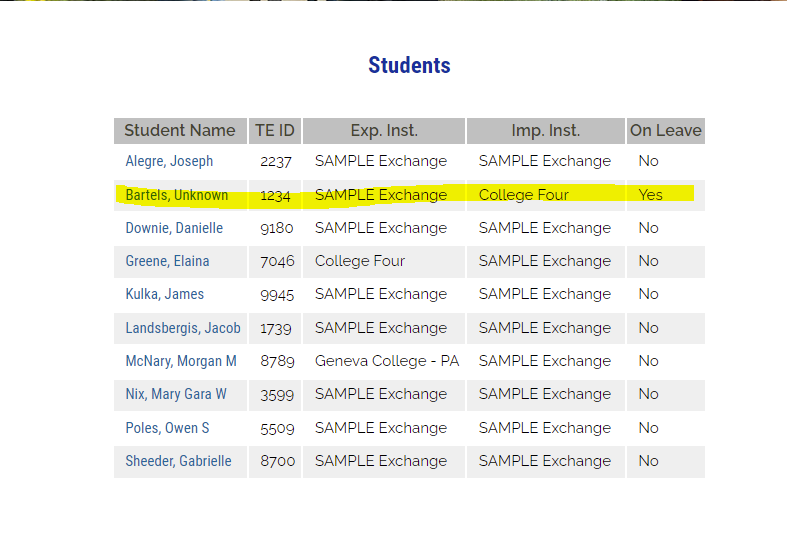 Students
Student Name TE ID Exp. Inst. Imp. Inst. On Leave
Alegre, Joseph 2237 SAMPLE Exchange SAMPLE Exchange No
Bartels, Unknown 1234 SAMPLE Exchange College Four Yes
Downie, Danielle 9180 SAMPLE Exchange SAMPLE Exchange No
Greene, Elaina 7046 College Four SAMPLE Exchange No
Kulka, James 9945 SAMPLE Exchange SAMPLE Exchange No
Landsbergis, Jacob 1739 SAMPLE Exchange SAMPLE Exchange No
McNary, Morgan M 8789 Geneva College - PA SAMPLE Exchange No
Nix, Mary Gara W 3599 SAMPLE Exchange SAMPLE Exchange No
Poles, Owen S 5509 SAMPLE Exchange SAMPLE Exchange No
Sheeder, Gabrielle 8700 SAMPLE Exchange SAMPLE Exchange No